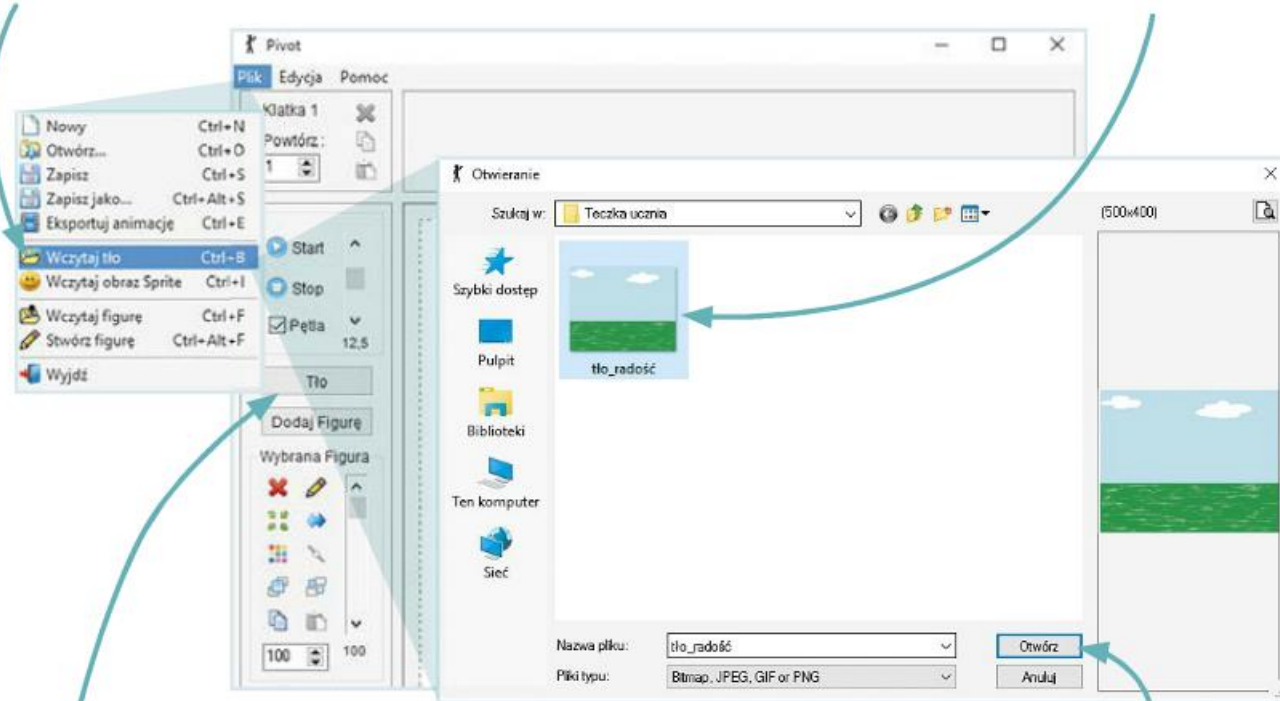 Pivot
Plik Edycja Pomoc
Klatka 1
Powtórz:
1
Nowy Ctrl+N
Otwórz... Ctrl+O
Zapisz Ctrl+S
Zapisz jako... Ctrl+Alt+S
Eksportuj animację Ctrl+E
Wczytaj tło Ctrl+B
Wczytaj obraz Sprite Ctrl+I
Wczytaj figurę Ctrl+F
Stwórz figurę Ctrl+Alt+F
Wyjdź
Start
Stop
Pętla
12,5
Tło
Dodaj Figurę
Wybrana Figura
100 100
Otwieranie
Szukaj w: Teczka ucznia
(500x400)
Szybki dostęp
Pulpit
Biblioteki
Ten komputer
Sieć
tło_radość
Nazwa pliku: tło_radość Otwórz
Pliki typu: Bitmap, JPEG, GIF or PNG Anuluj